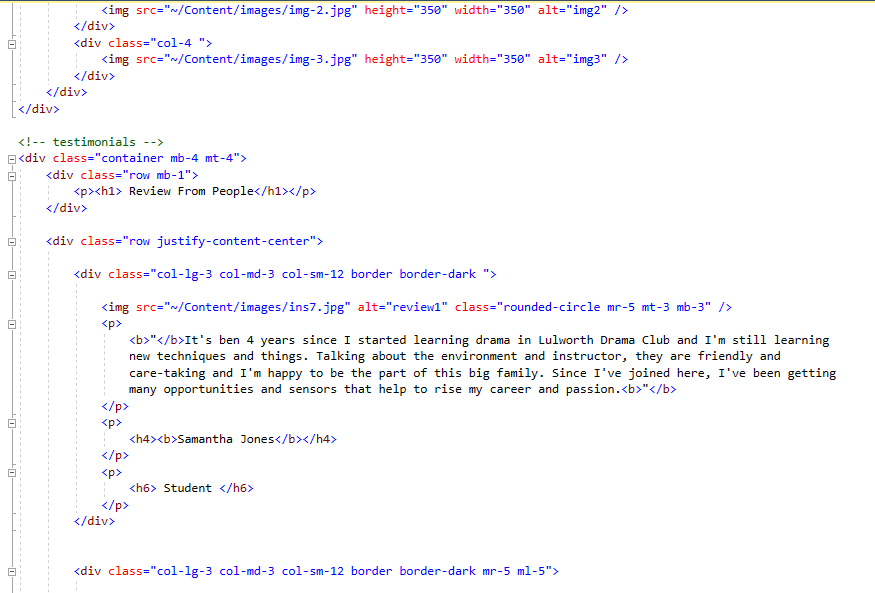 <img src="~/Content/images/img-2.jpg" height="350" width="350" alt="img2" />
</div>
<div class="col-4 ">
<img src="~/Content/images/img-3.jpg" height="350" width="350" alt="img3" />
</div>
</div>
</div>
<!-- testimonials -->
<div class="container mb-4 mt-4">
<div class="row mb-1">
<p><h1> Review From People</h1></p>
</div>
<div class="row justify-content-center">
<div class="col-lg-3 col-md-3 col-sm-12 border border-dark ">
<img src="~/Content/images/ins7.jpg" alt="review1" class="rounded-circle mr-5 mt-3 mb-3" />
<p>
<b>"</b>It's ben 4 years since I started learning drama in Lulworth Drama Club and I'm still learning
new techniques and things. Talking about the environment and instructor, they are friendly and
care-taking and I'm happy to be the part of this big family. Since I've joined here, I've been getting
many opportunities and sensors that help to rise my career and passion.<b>"</b>
</p>
<p>
<h4><b>Samantha Jones</b></h4>
</p>
<p>
<h6> Student </h6>
</p>
</div>
<div class="col-lg-3 col-md-3 col-sm-12 border border-dark mr-5 ml-5">